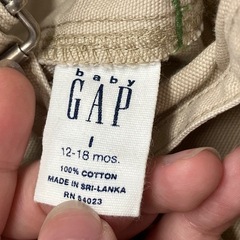 baby
GAP
I
12-18 mos.
100% COTTON
MADE IN SRI-LANKA
RN 54023